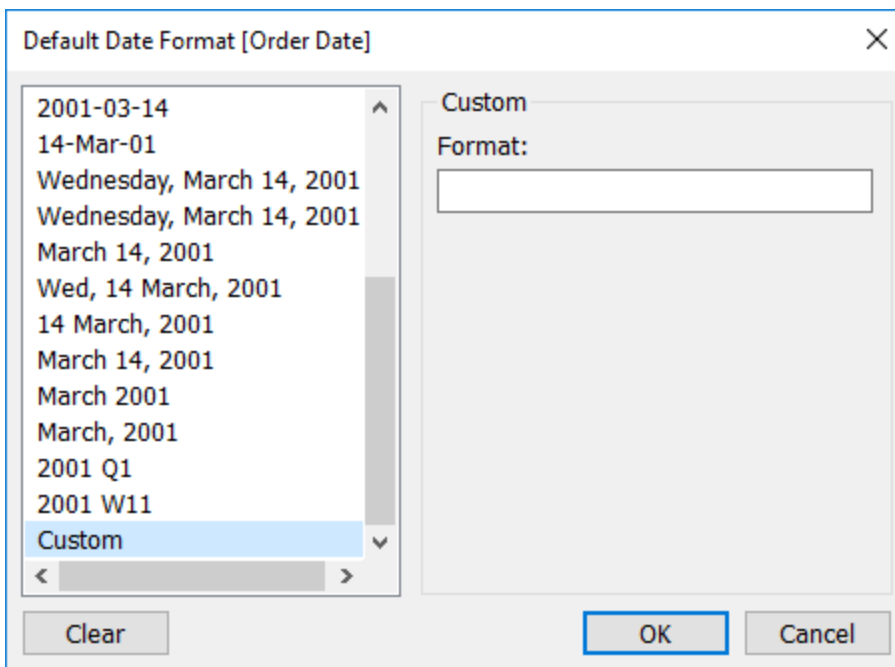 Default Date Format [Order Date]
2001-03-14
14-Mar-01
Wednesday, March 14, 2001
Wednesday, March 14, 2001
March 14, 2001
Wed, 14 March, 2001
14 March, 2001
March 14, 2001
March 2001
March, 2001
2001 Q1
2001 W11
Custom
Custom
Format:
Clear
OK
Cancel